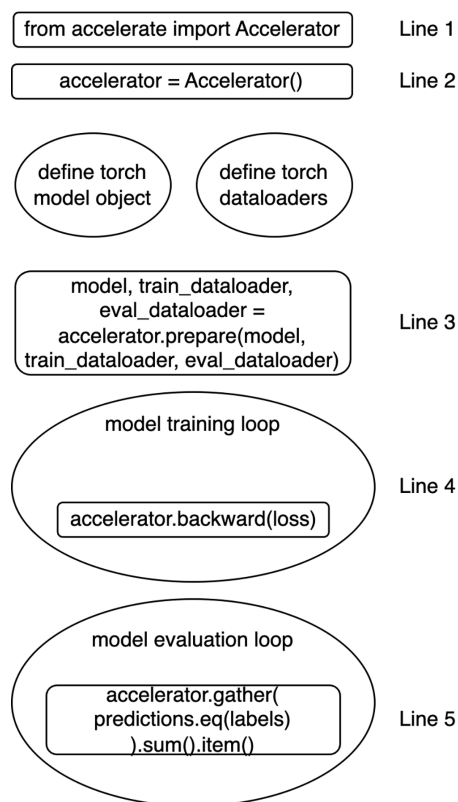 from accelerate import Accelerator Line 1
accelerator = Accelerator() Line 2
define torch
model object
define torch
dataloaders
model, train_dataloader,
eval_dataloader =
accelerator.prepare(model,
train_dataloader, eval_dataloader)
Line 3
model training loop
accelerator.backward(loss)
Line 4
model evaluation loop
accelerator.gather(
predictions.eq(labels)
).sum().item()
Line 5